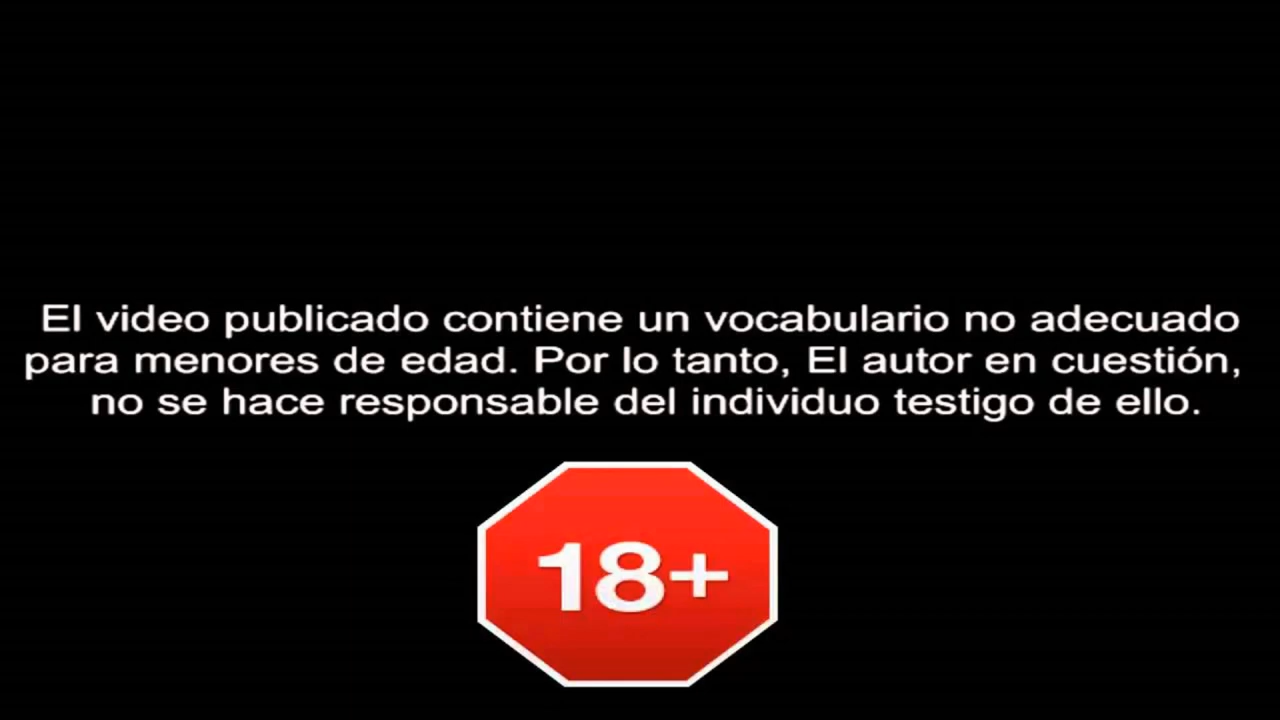 El video publicado contiene un vocabulario no adecuado
para menores de edad. Por lo tanto, El autor en cuestión,
no se hace responsable del individuo testigo de ello.
18+